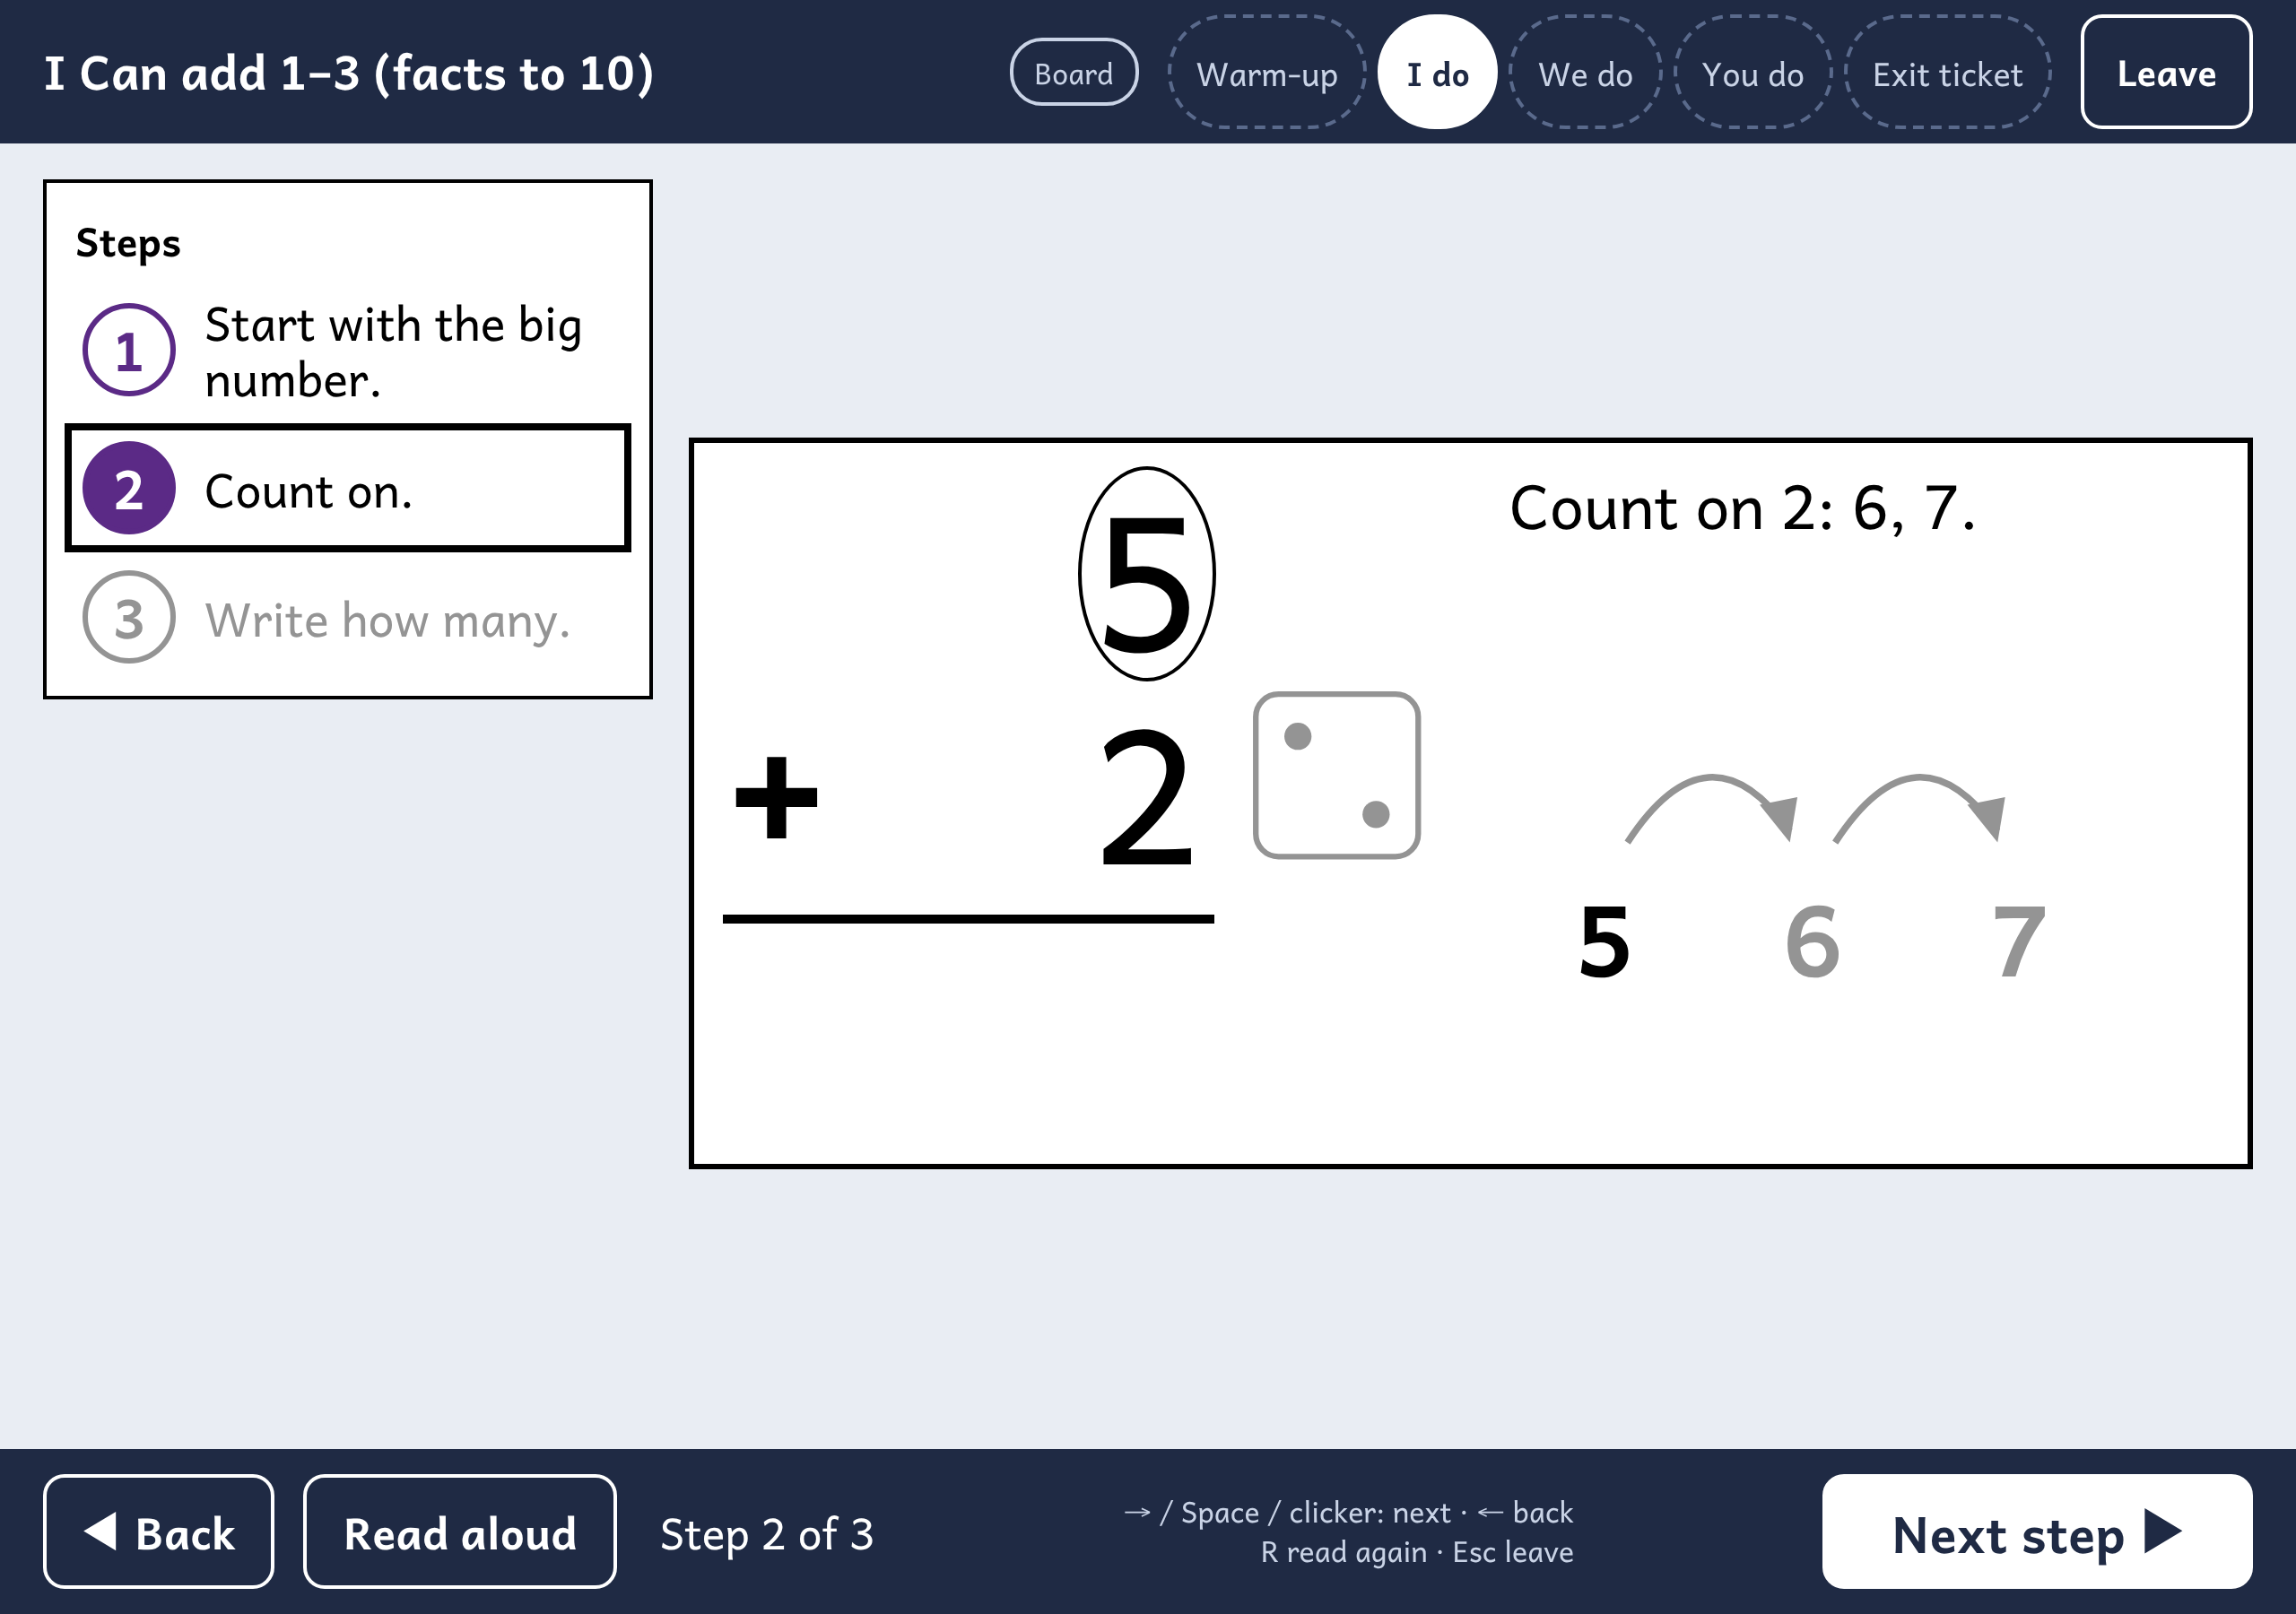 I Can add 1–3 (facts to 10)
Board
Warm-up
I do
We do
You do
Exit ticket
Leave
Steps
1 Start with the big
number.
2 Count on.
3 Write how many.
5
Count on 2: 6, 7.
+ 2
5 6 7
◀ Back
Read aloud
Step 2 of 3
→ / Space / clicker: next · ← back
R read again · Esc leave
Next step ▶